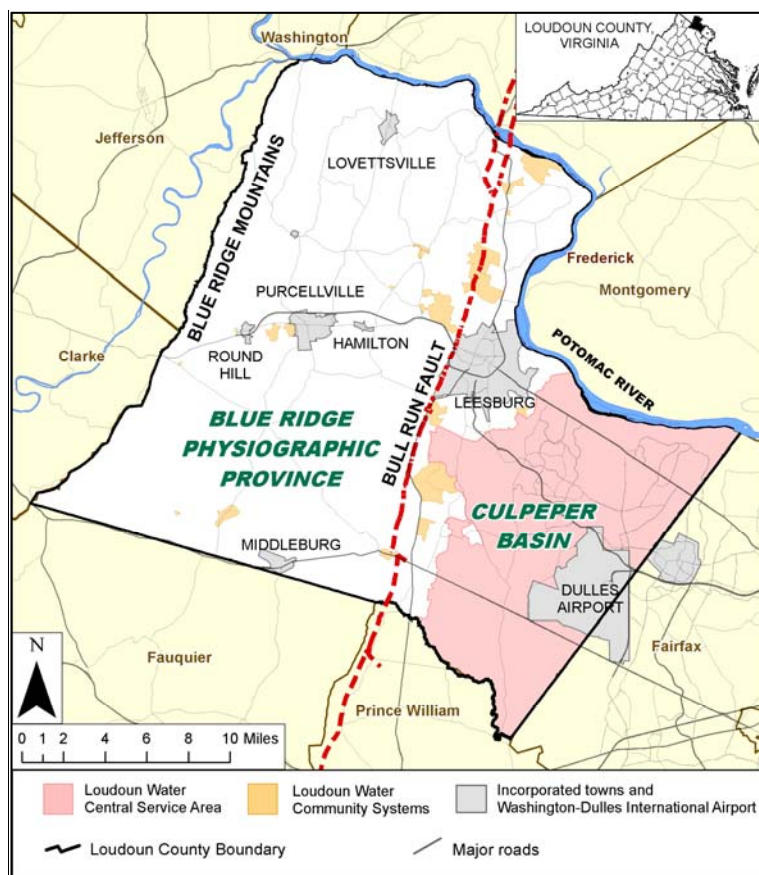 LOUDOUN COUNTY,
VIRGINIA
Washington
Jefferson
LOVETTSVILLE
BLUE RIDGE MOUNTAINS
Frederick
Montgomery
PURCELLVILLE
Clarke
ROUND
HILL
HAMILTON
POTOMAC RIVER
LEESBURG
BULL RUN FAULT
BLUE RIDGE
PHYSIOGRAPHIC
PROVINCE
CULPEPER
BASIN
MIDDLEBURG
DULLES
AIRPORT
Fauquier
Fairfax
Prince William
N
0 1 2 4 6 8 10 Miles
Loudoun Water
Central Service Area
Loudoun Water
Community Systems
Incorporated towns and
Washington-Dulles International Airport
Loudoun County Boundary
Major roads